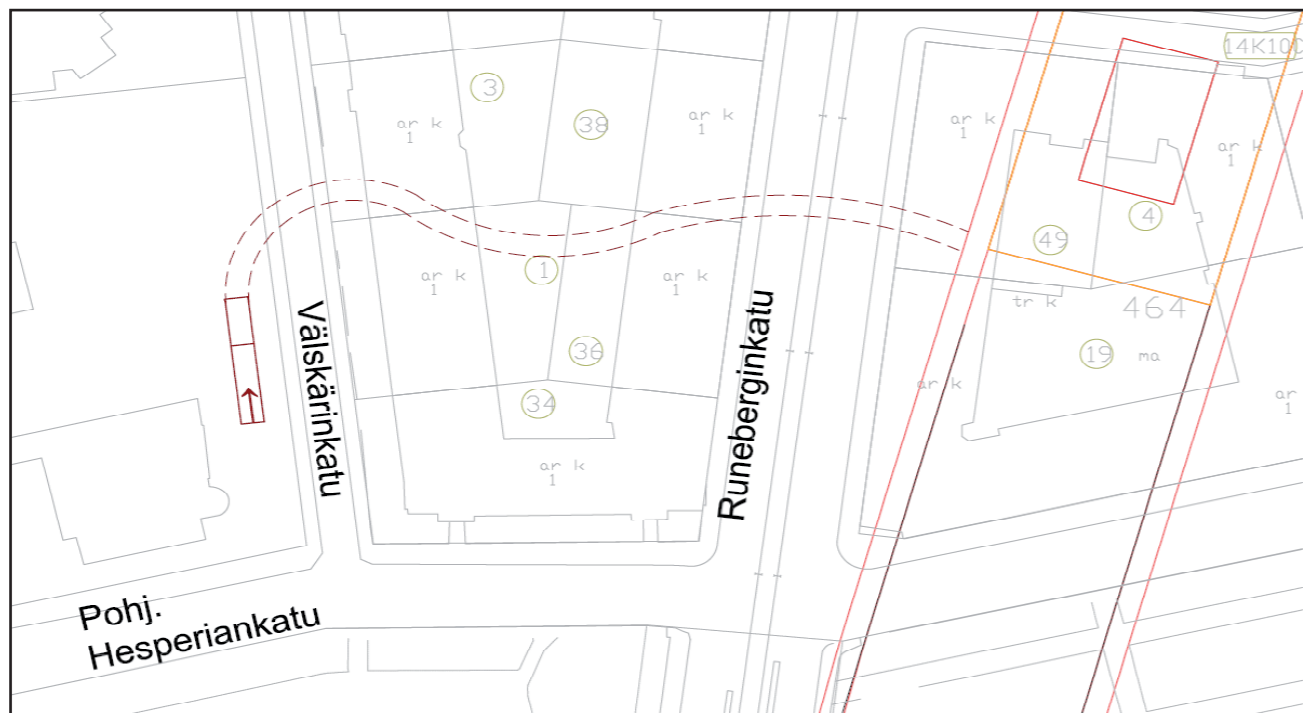 14K10
3
38
ar k
1
ar k
1
ar k
1
ar k
1
4
49
1
ar k
1
ar k
1
tr k
464
36
19
ma
34
ar k
ar
1
ar k
1
Välskärinkatu
Runeberginkatu
Pohj.
Hesperiankatu